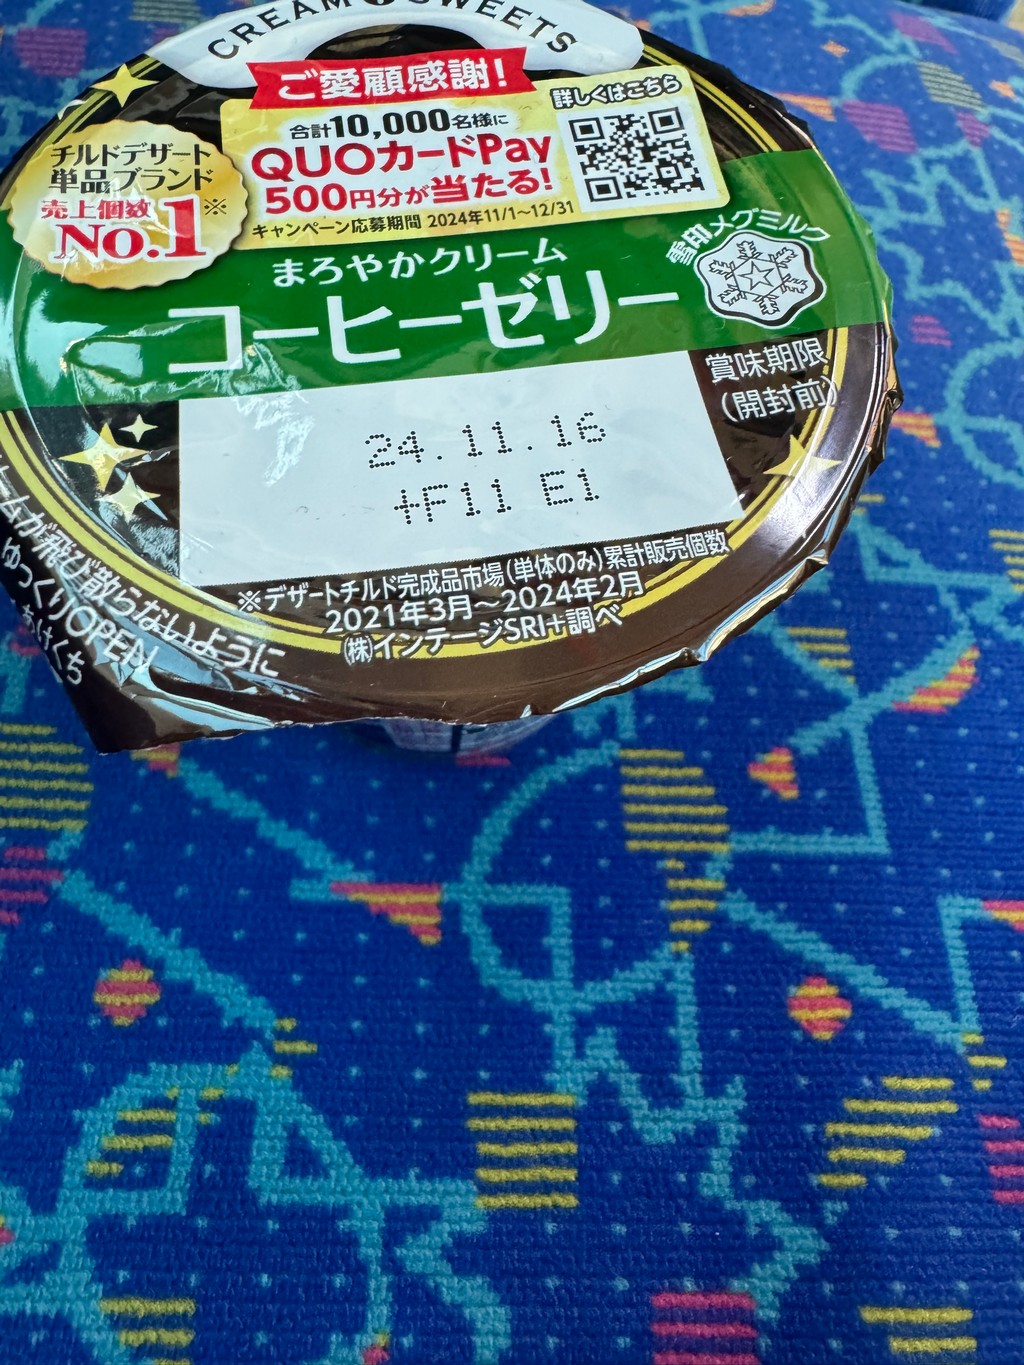 CREAM SWEETS
ご愛顧感謝!
詳しくはこちら
合計10,000名様に
QUOカードPay
500円分が当たる!
キャンペーン応募期間 2024年11/1~12/31
チルドデザート
単品ブランド
売上個数※
No.1
雪印メグミルク
まろやかクリーム
コーヒーゼリー
賞味期限
(開封前)
24.11.16
+F11 E1
※デザートチルド完成品市場(単体のみ)累計販売個数
2021年3月〜2024年2月
(株)インテージSRI+調べ
ムが飛び散らないように
ゆっくりOPEN
あけくち